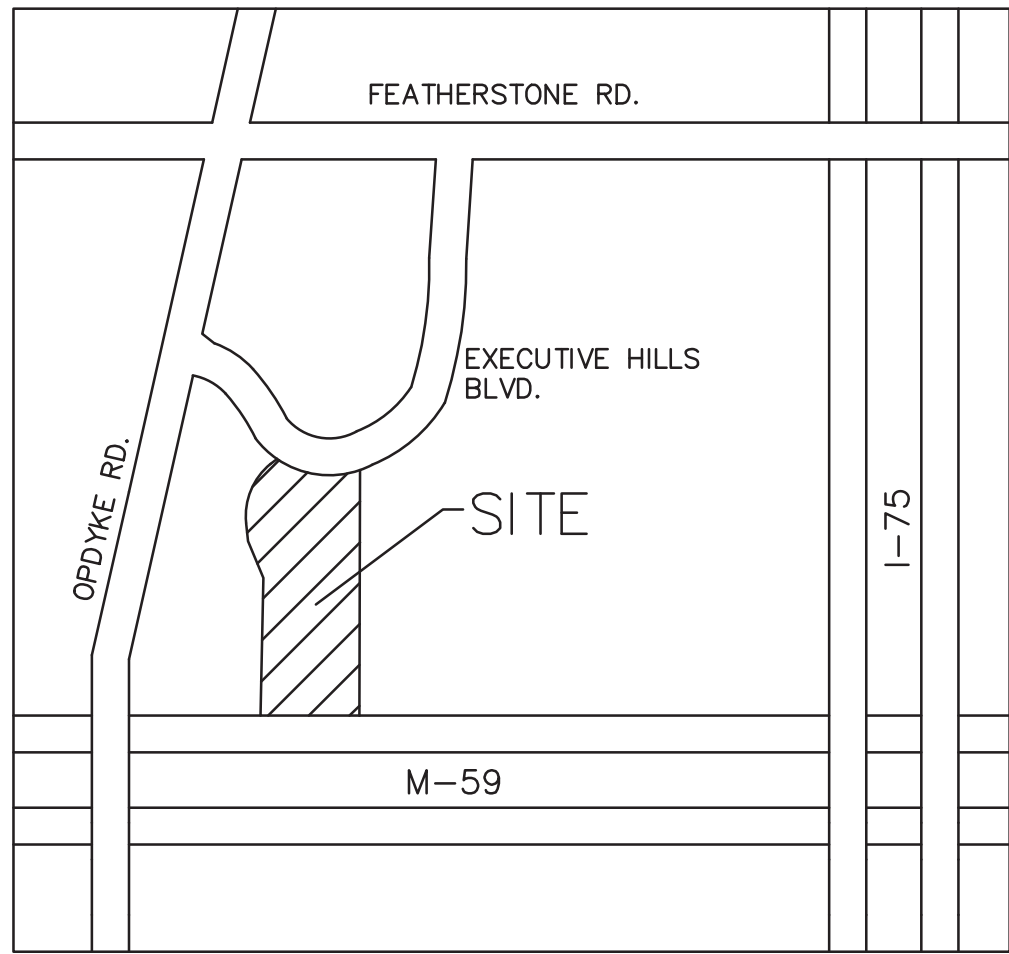 FEATHERSTONE RD.
EXECUTIVE HILLS
BLVD.
OPDYKE RD.
SITE
I-75
M-59